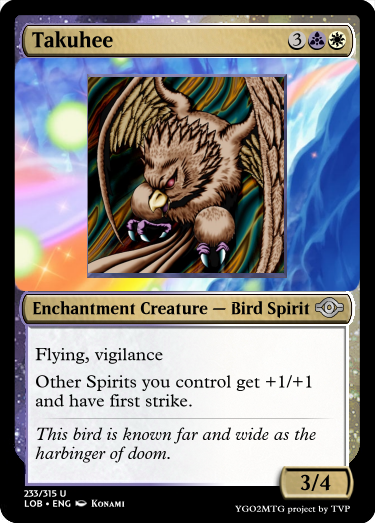 Takuhee 3
Enchantment Creature — Bird Spirit
Flying, vigilance
Other Spirits you control get +1/+1
and have first strike.
This bird is known far and wide as the
harbinger of doom.
3/4
233/315 U
LOB • ENG Konami
YGO2MTG project by TVP